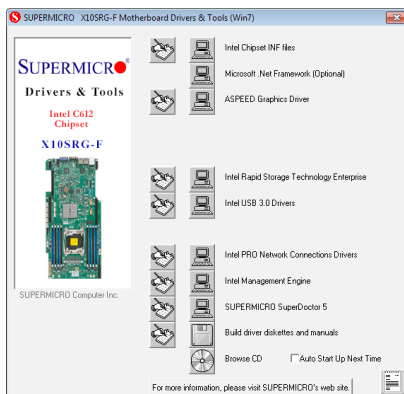 SUPERMICRO X10SRG-F Motherboard Drivers & Tools (Win7)
SUPERMICRO®
Drivers & Tools
Intel C612
Chipset
X10SRG-F
SUPERMICRO Computer Inc.
Intel Chipset INF files
Microsoft .Net Framework (Optional)
ASPEED Graphics Driver
Intel Rapid Storage Technology Enterprise
Intel USB 3.0 Drivers
Intel PRO Network Connections Drivers
Intel Management Engine
SUPERMICRO SuperDoctor 5
Build driver diskettes and manuals
Browse CD
Auto Start Up Next Time
For more information, please visit SUPERMICRO's web site.